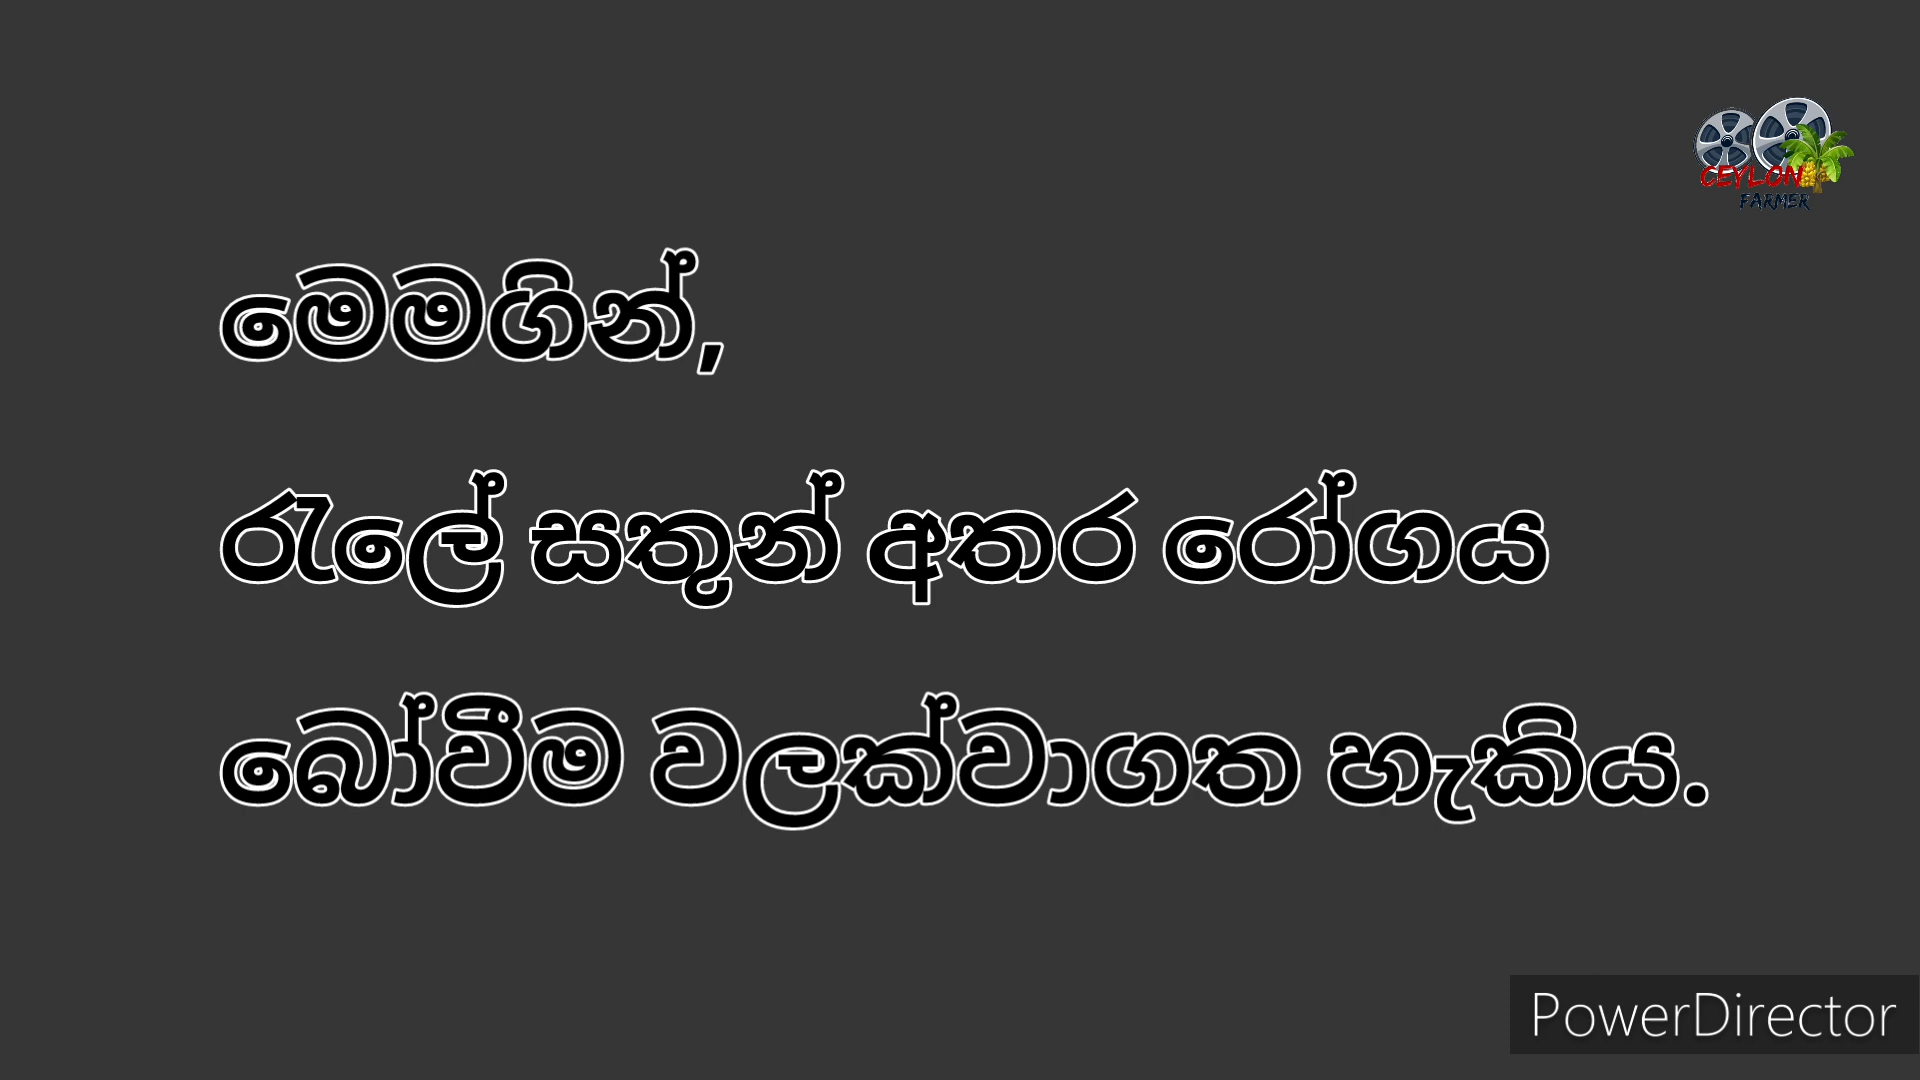 CEYLON
FARMER
මෙමගින්,
රැලේ සතුන් අතර රෝගය
බෝවීම වලක්වාගත හැකිය.
PowerDirector